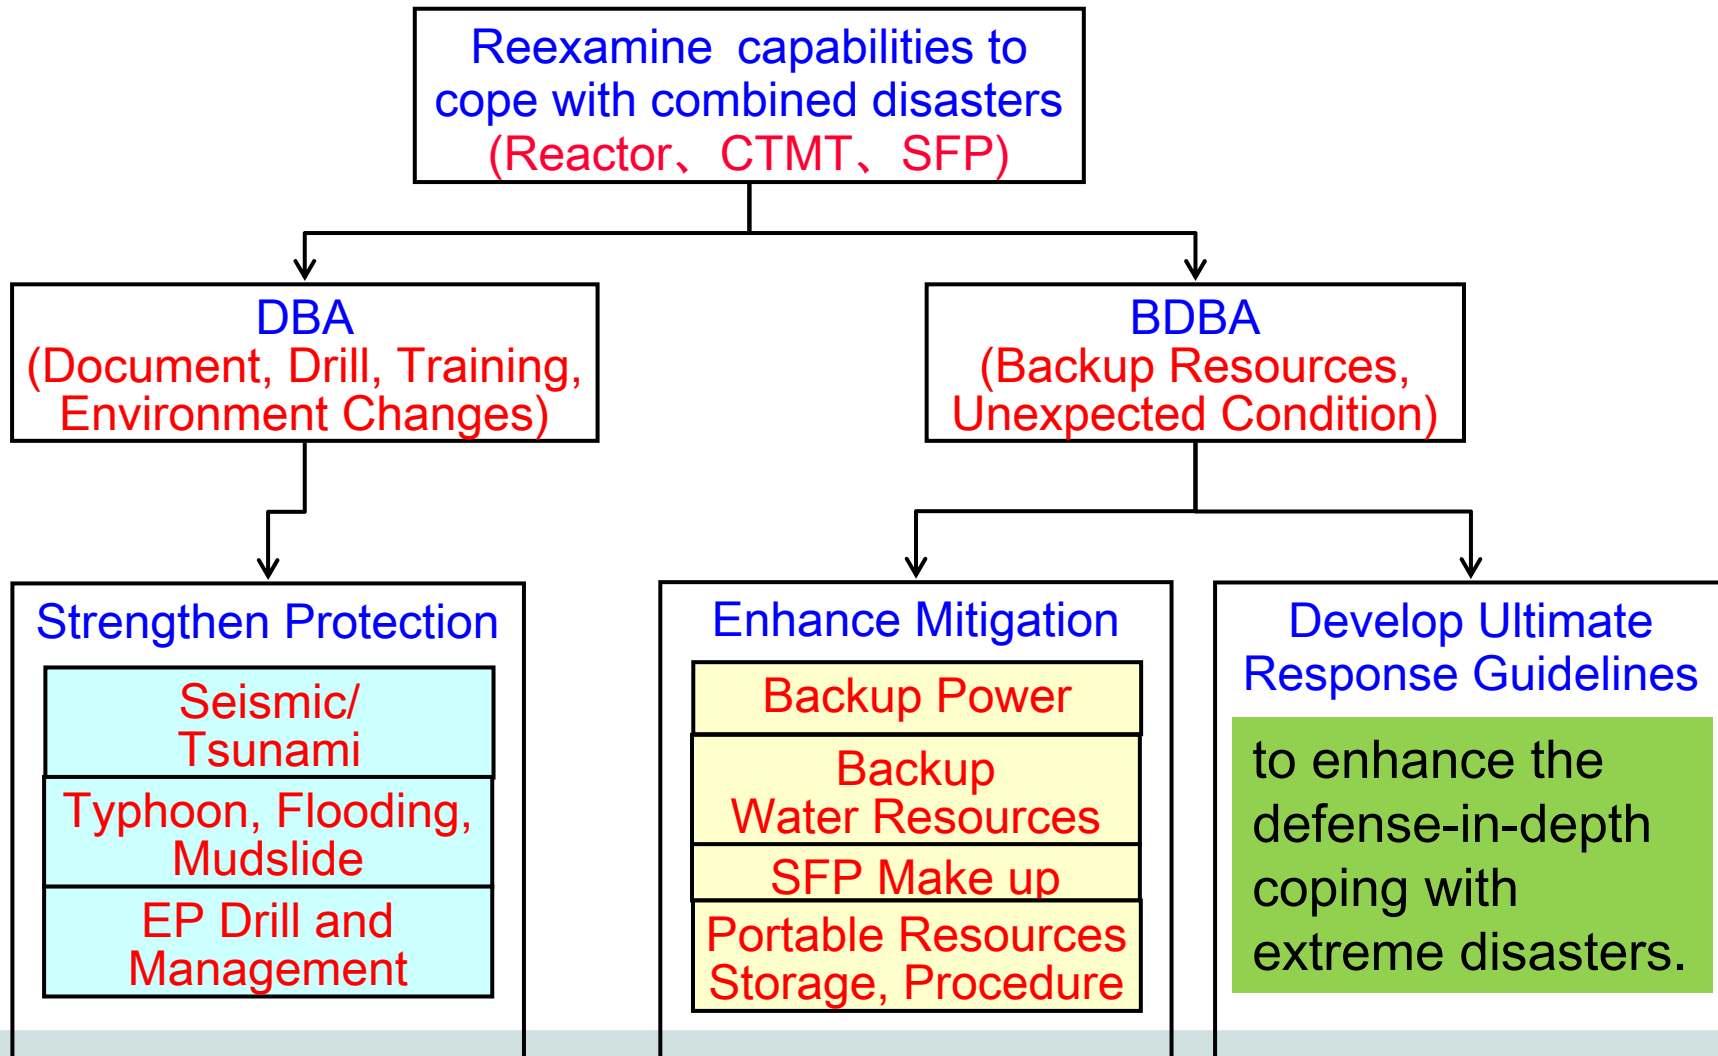 Reexamine capabilities to
cope with combined disasters
(Reactor、CTMT、SFP)
DBA
(Document, Drill, Training,
Environment Changes)
BDBA
(Backup Resources,
Unexpected Condition)
Strengthen Protection
Seismic/
Tsunami
Typhoon, Flooding,
Mudslide
EP Drill and
Management
Enhance Mitigation
Backup Power
Backup
Water Resources
SFP Make up
Portable Resources
Storage, Procedure
Develop Ultimate
Response Guidelines
to enhance the
defense-in-depth
coping with
extreme disasters.